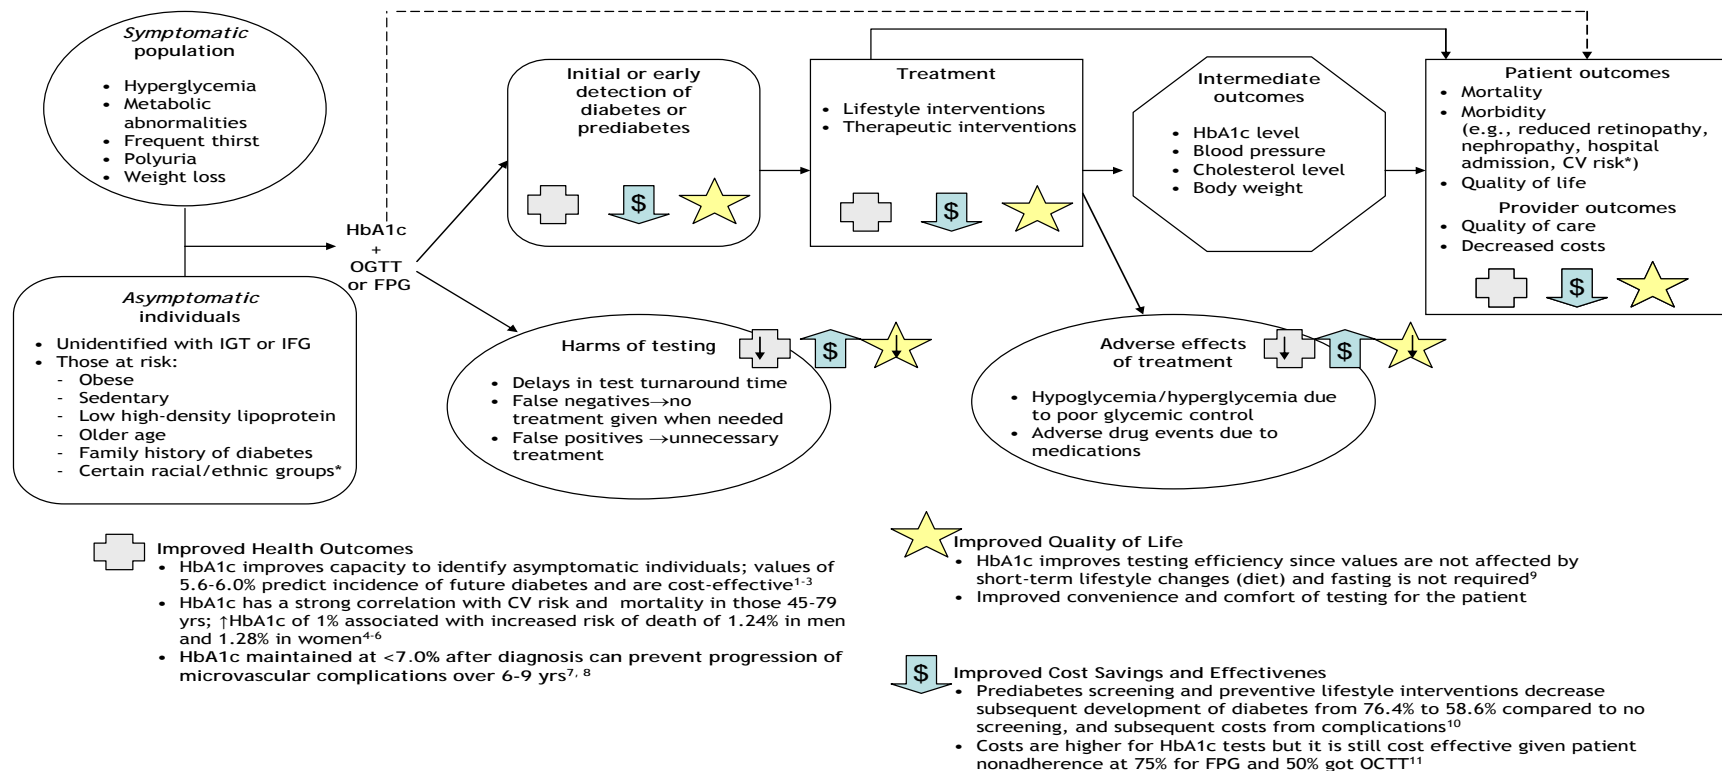 Symptomatic
population
• Hyperglycemia
• Metabolic
abnormalities
• Frequent thirst
• Polyuria
• Weight loss
Asymptomatic
individuals
• Unidentified with IGT or IFG
• Those at risk:
- Obese
- Sedentary
- Low high-density lipoprotein
- Older age
- Family history of diabetes
- Certain racial/ethnic groups*
HbA1c
+
OGTT
or FPG
Initial or early
detection of
diabetes or
prediabetes
$
Treatment
• Lifestyle interventions
• Therapeutic interventions
$
Intermediate
outcomes
• HbA1c level
• Blood pressure
• Cholesterol level
• Body weight
Patient outcomes
• Mortality
• Morbidity
(e.g., reduced retinopathy,
nephropathy, hospital
admission, CV risk*)
• Quality of life
Provider outcomes
• Quality of care
• Decreased costs
$
Harms of testing
$
• Delays in test turnaround time
• False negatives→no
treatment given when needed
• False positives →unnecessary
treatment
Adverse effects
of treatment
$
• Hypoglycemia/hyperglycemia due
to poor glycemic control
• Adverse drug events due to
medications
Improved Health Outcomes
• HbA1c improves capacity to identify asymptomatic individuals; values of
5.6-6.0% predict incidence of future diabetes and are cost-effective1-3
• HbA1c has a strong correlation with CV risk and mortality in those 45-79
yrs; ↑HbA1c of 1% associated with increased risk of death of 1.24% in men
and 1.28% in women4-6
• HbA1c maintained at <7.0% after diagnosis can prevent progression of
microvascular complications over 6-9 yrs7, 8
Improved Quality of Life
• HbA1c improves testing efficiency since values are not affected by
short-term lifestyle changes (diet) and fasting is not required9
• Improved convenience and comfort of testing for the patient
$
Improved Cost Savings and Effectivenes
• Prediabetes screening and preventive lifestyle interventions decrease
subsequent development of diabetes from 76.4% to 58.6% compared to no
screening, and subsequent costs from complications10
• Costs are higher for HbA1c tests but it is still cost effective given patient
nonadherence at 75% for FPG and 50% got OCTT11